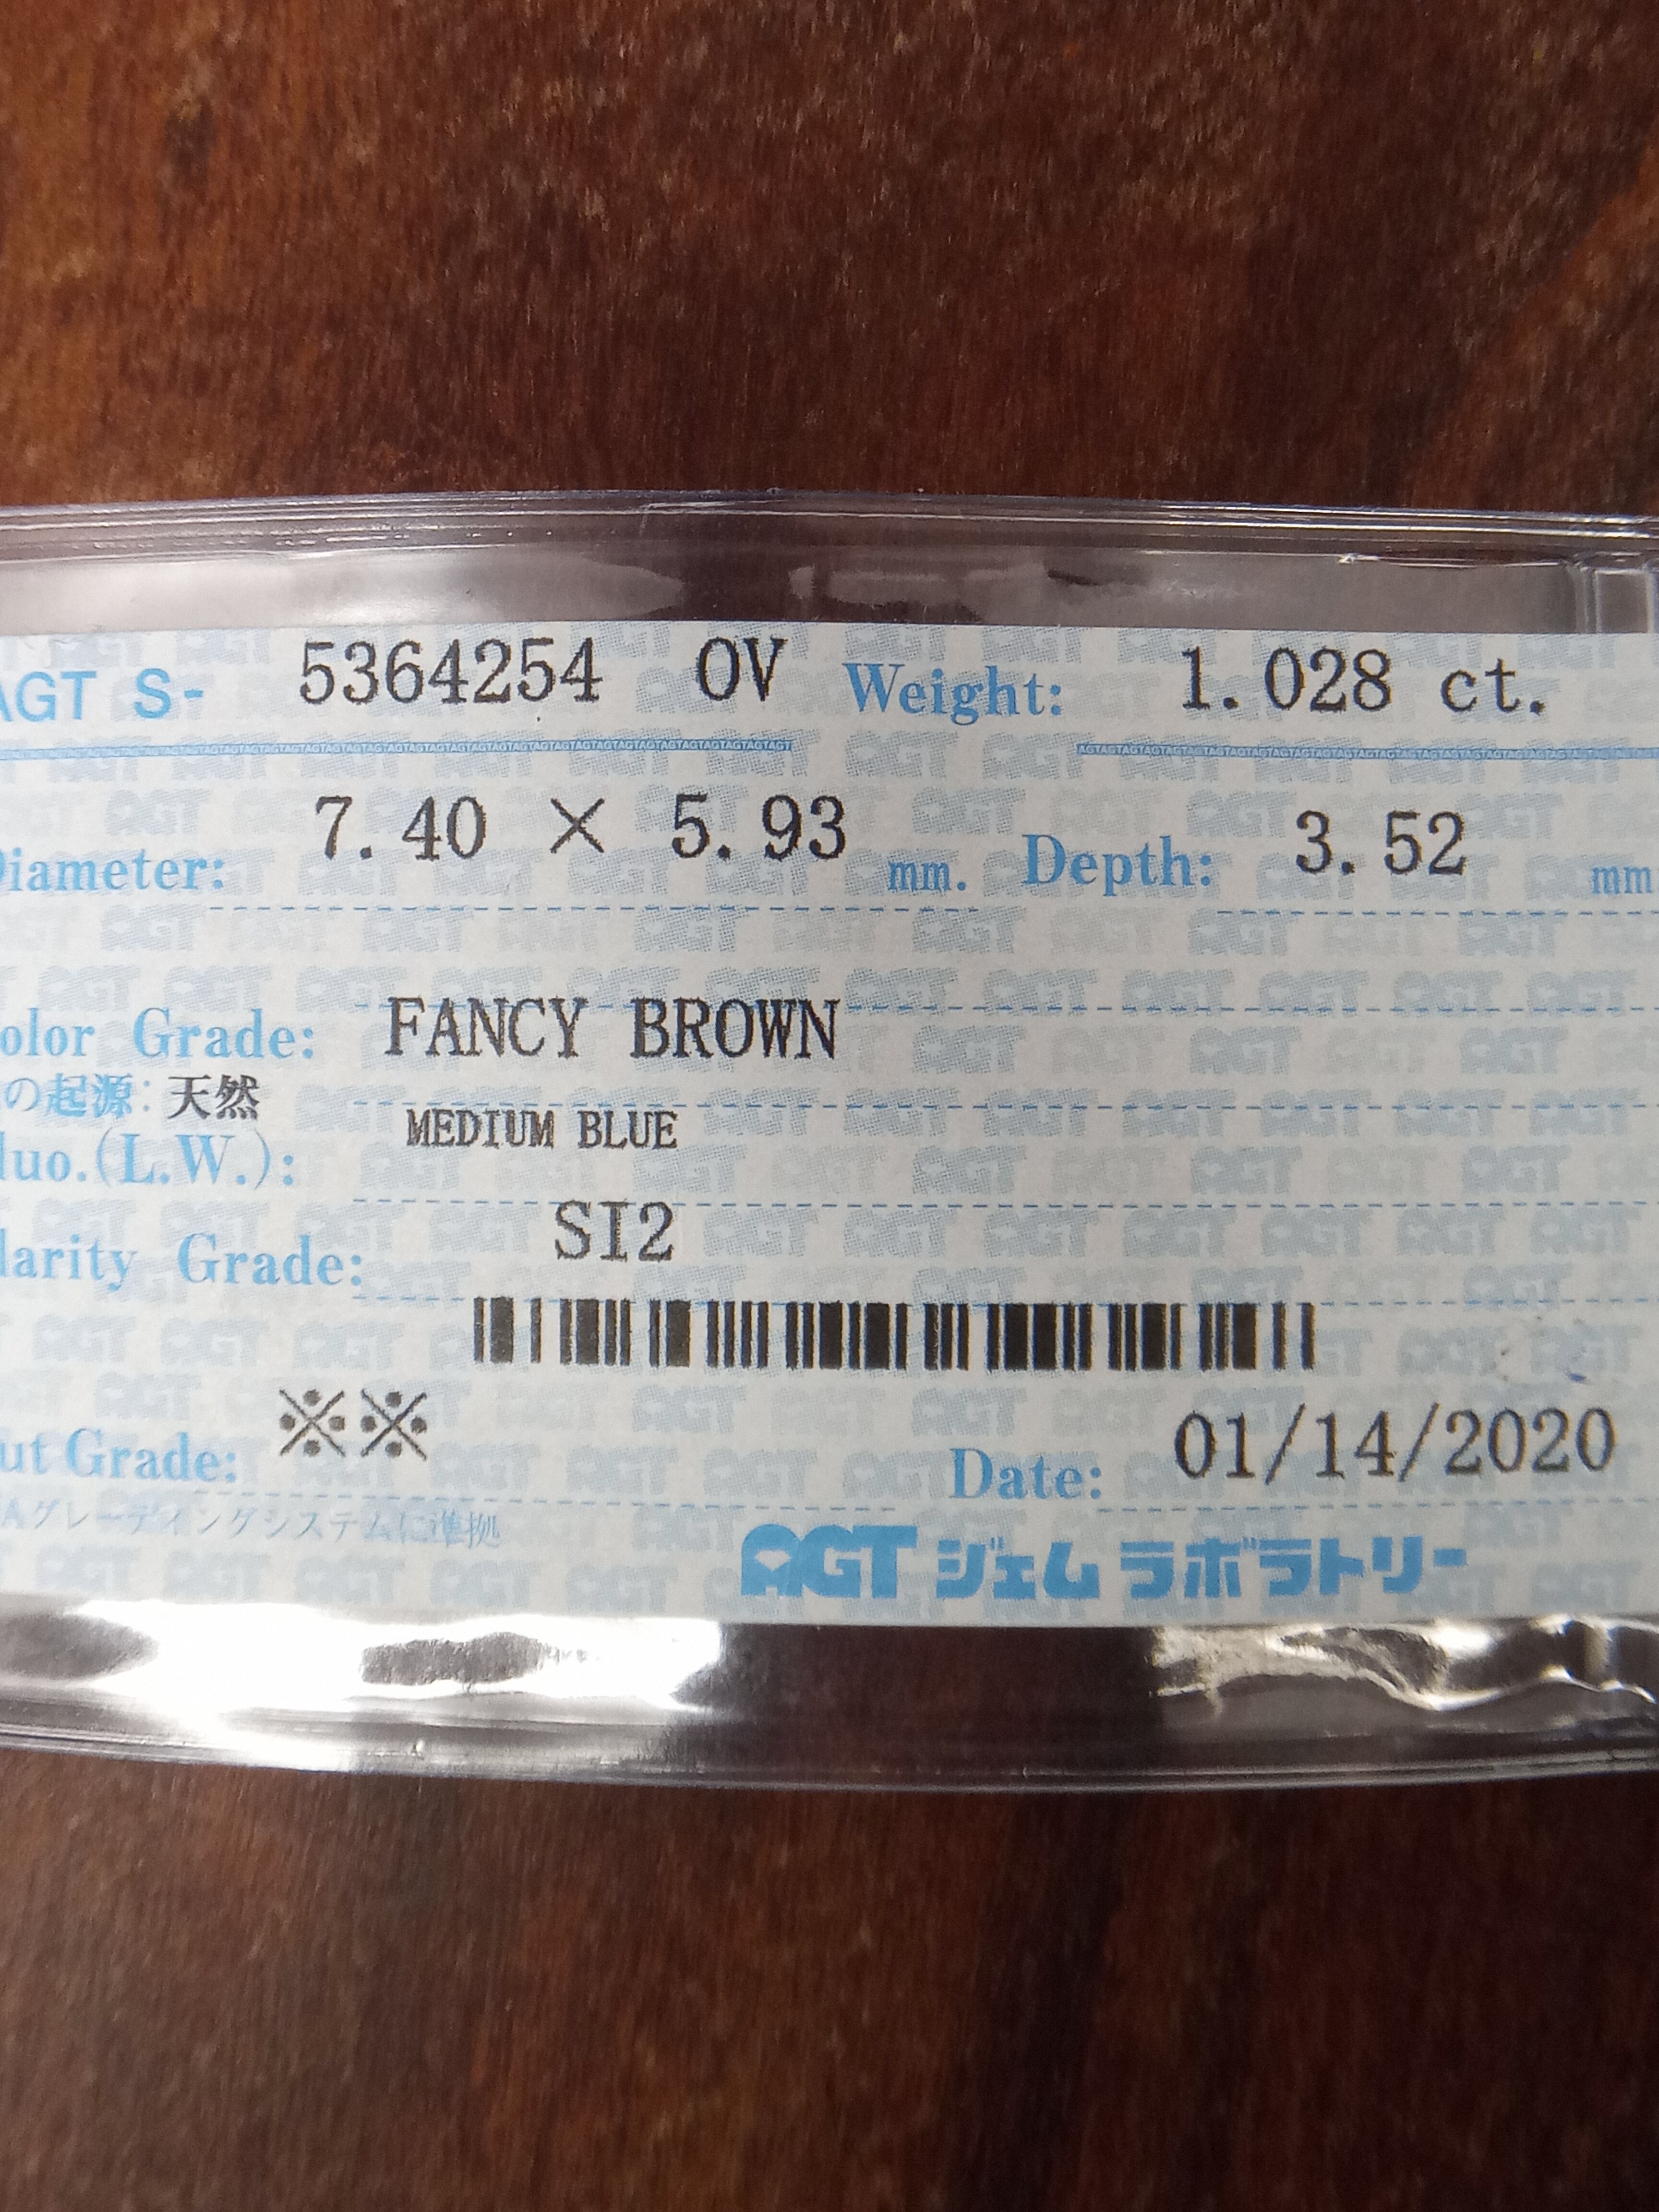 AGT S- 5364254 OV Weight: 1.028 ct.
Diameter: 7.40 × 5.93 mm. Depth: 3.52 mm
olor Grade: FANCY BROWN
の起源: 天然
luo.(L.W.): MEDIUM BLUE
larity Grade: SI2
ut Grade: ※※ Date: 01/14/2020
Aグレーディングシステムに準拠
AGT ジェム ラボラトリー